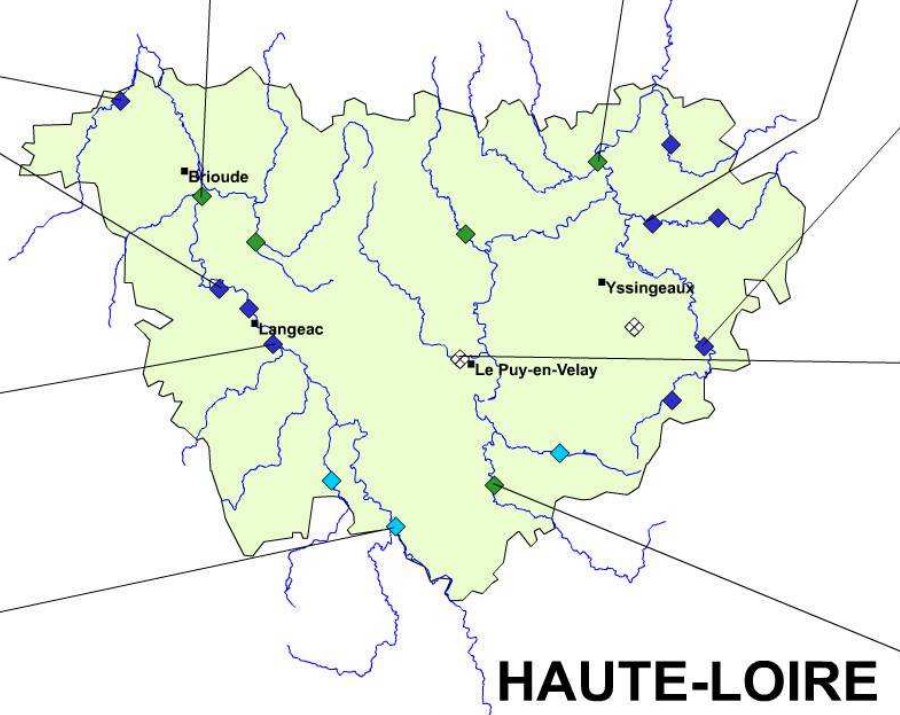 Brioude
Yssingeaux
Langeac
Le Puy-en-Velay
HAUTE-LOIRE